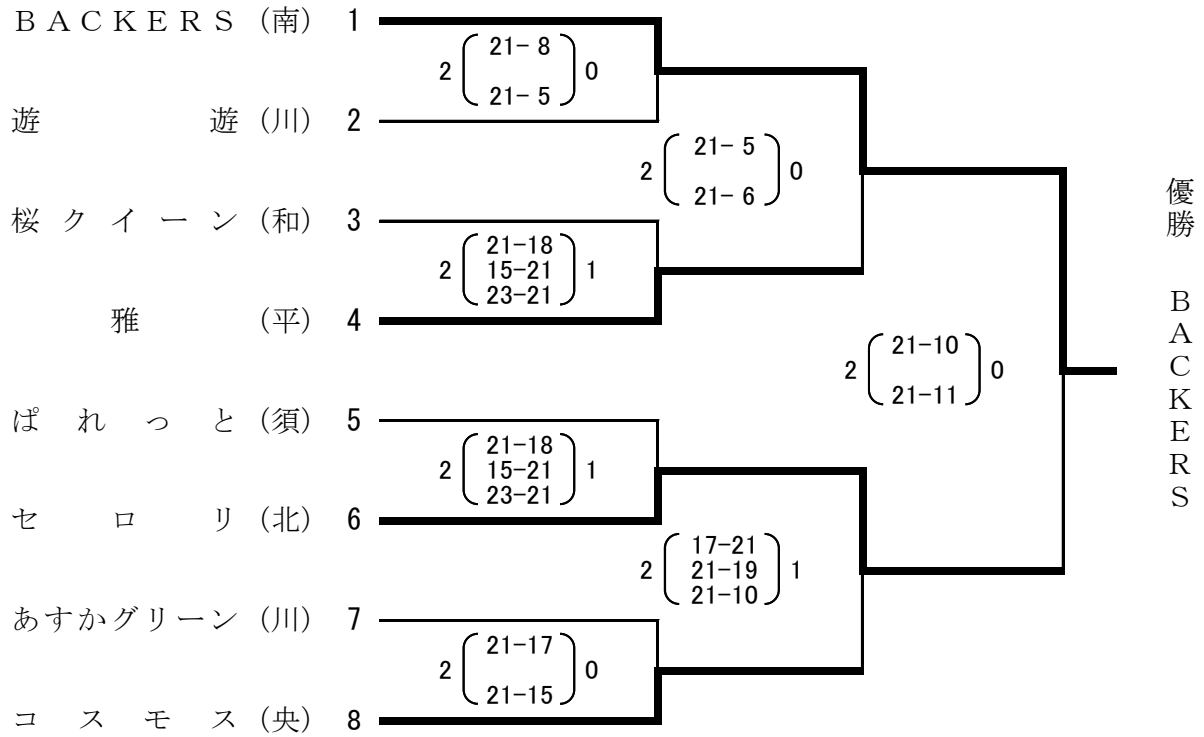 BACKERS (南) 1
2 21-8 21-5 0
遊遊 (川) 2
2 21-5 21-6 0
桜クイーン (和) 3
2 21-18 15-21 23-21 1
雅 (平) 4
2 21-10 21-11 0
ぱれっと (須) 5
2 21-18 15-21 23-21 1
セロリ (北) 6
2 17-21 21-19 21-10 1
あすかグリーン (川) 7
2 21-17 21-15 0
コスモス (央) 8
優勝 BACKERS